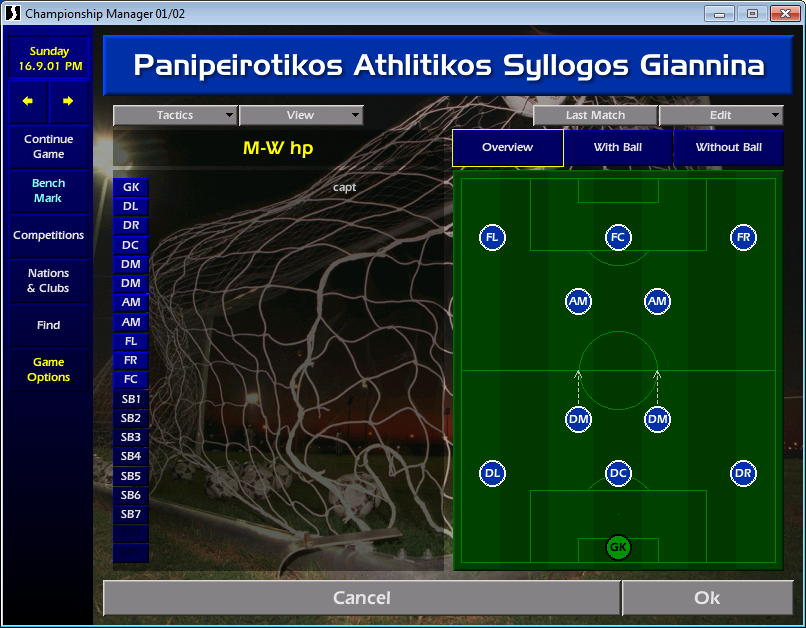 Championship Manager 01/02
Sunday
16.9.01 PM
Continue
Game
Bench
Mark
Competitions
Nations
& Clubs
Find
Game
Options
Panipeirotikos Athlitikos Syllogos Giannina
Tactics
View
Last Match
Edit
M-W hp
Overview
With Ball
Without Ball
GK capt
DL
DR
DC
DM
DM
AM
AM
FL
FR
FC
SB1
SB2
SB3
SB4
SB5
SB6
SB7
FL FC FR
AM AM
DM DM
DL DC DR
GK
Cancel
Ok